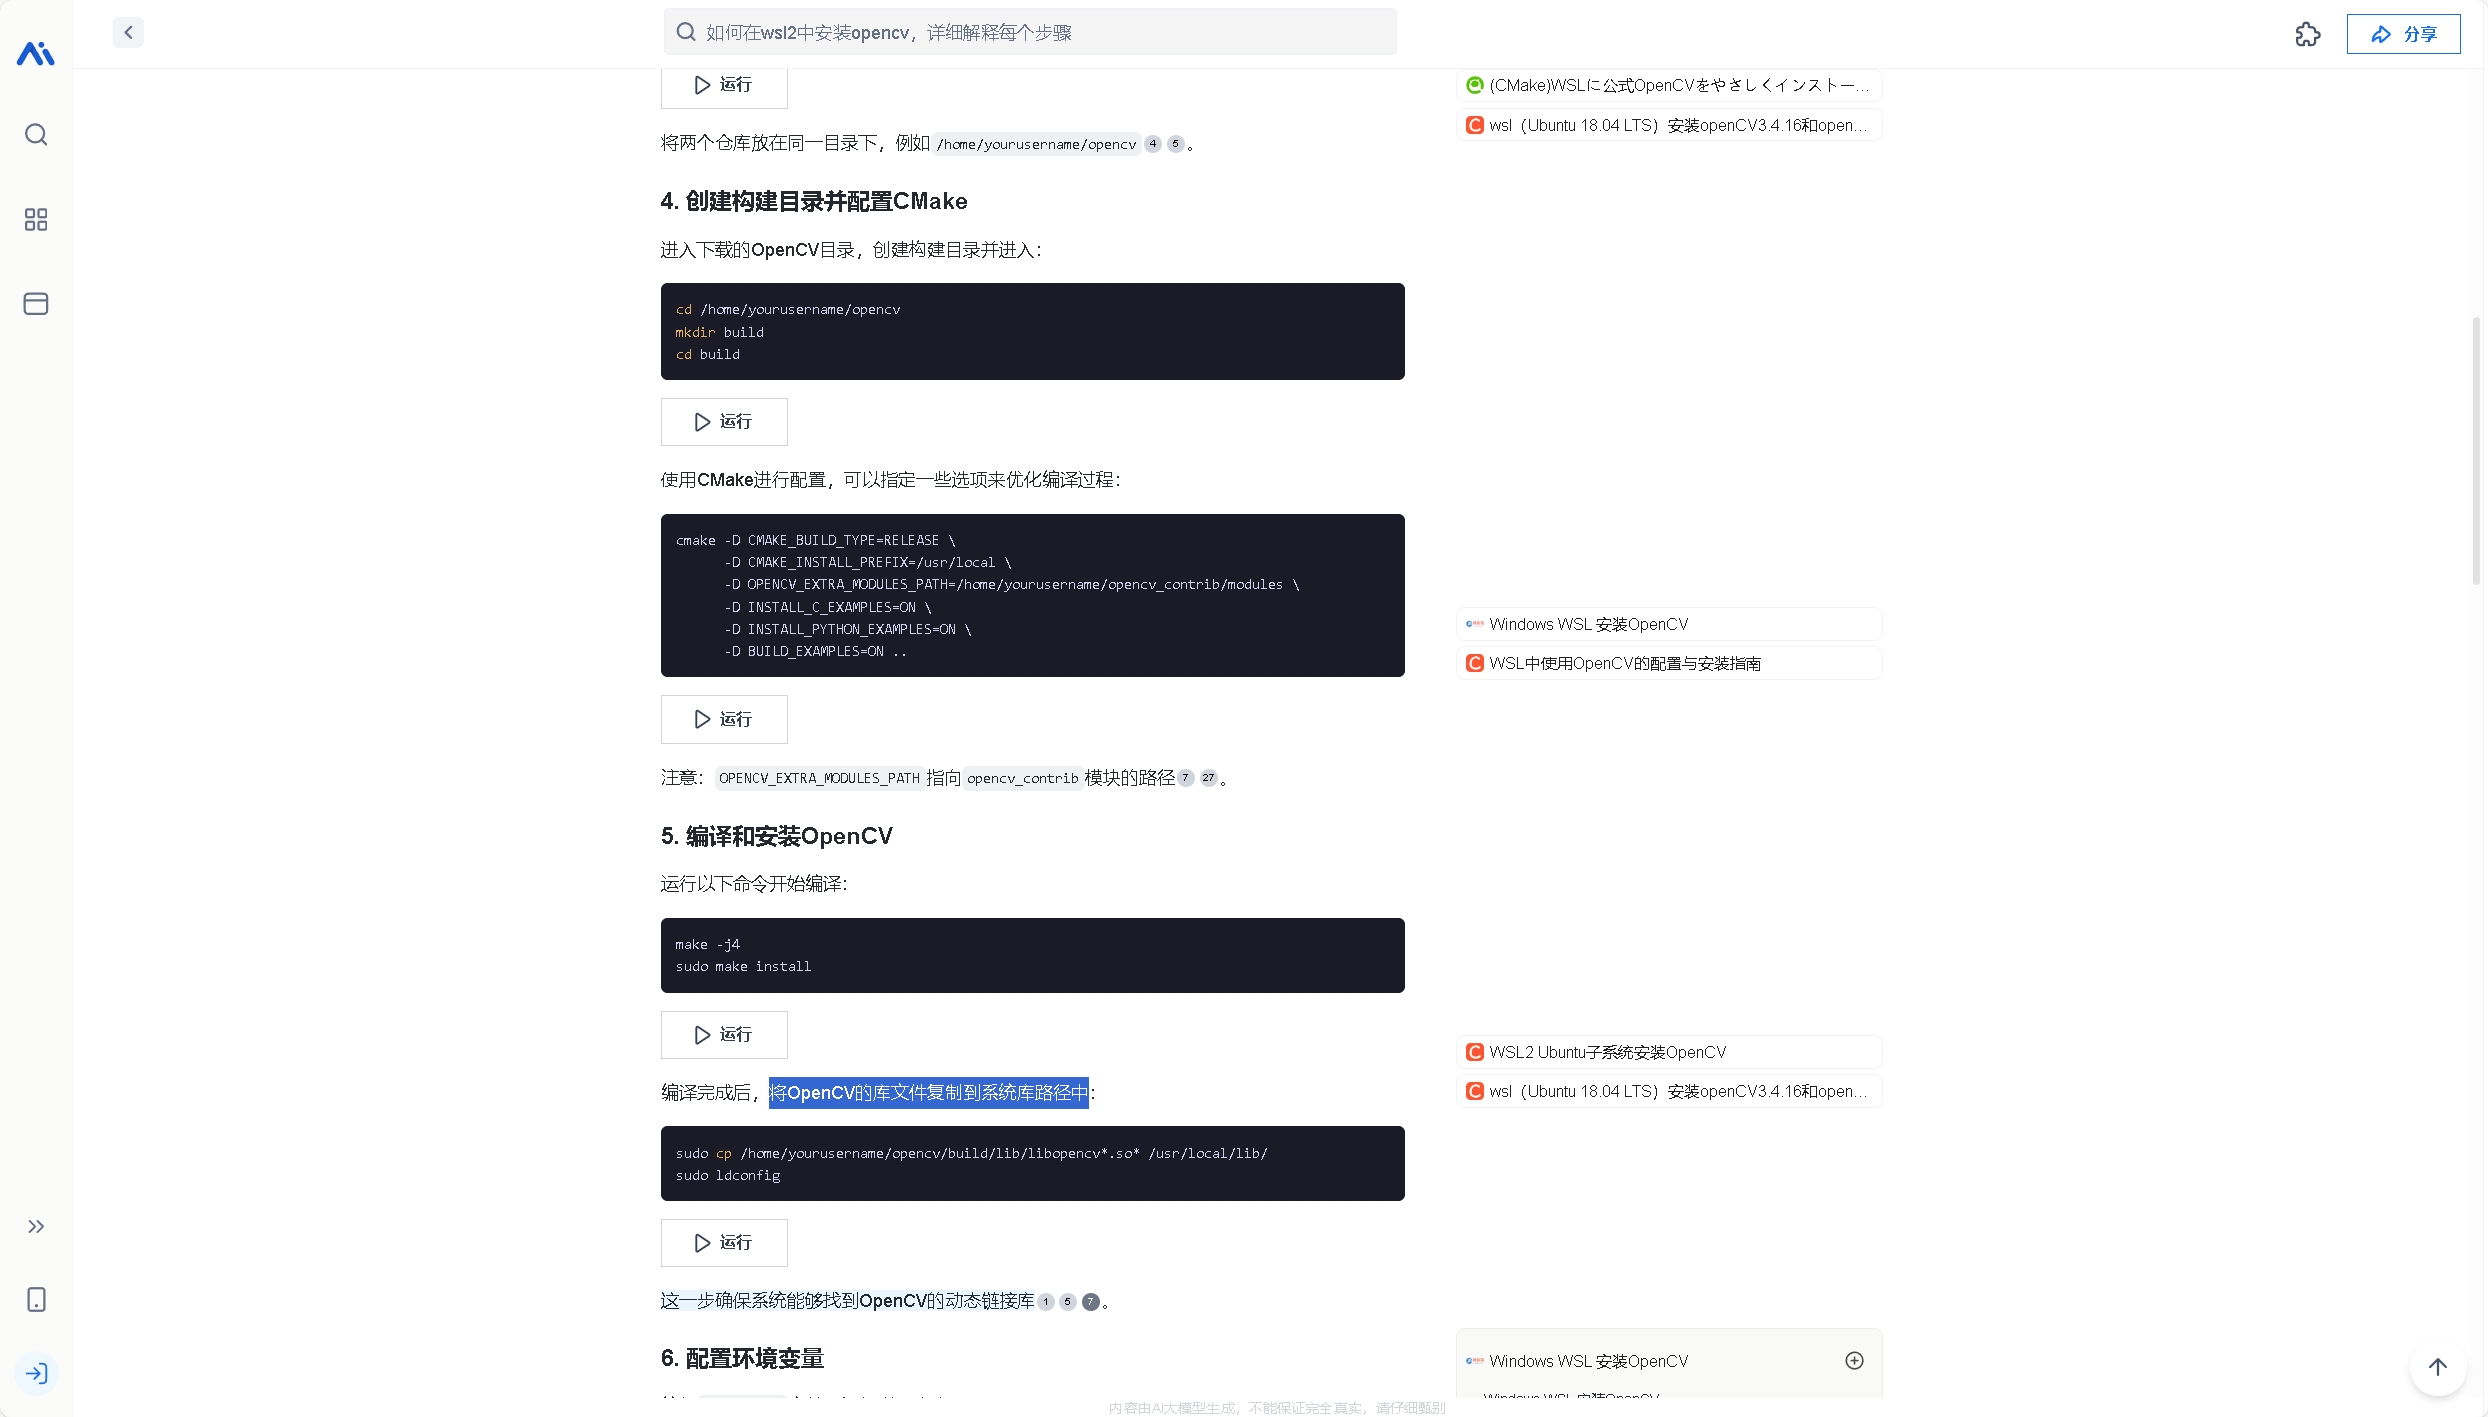 如何在wsl2中安装opencv，详细解释每个步骤
分享
运行
(CMake)WSLに公式OpenCVをやさしくインストー...
wsl（Ubuntu 18.04 LTS）安装openCV3.4.16和open...
将两个仓库放在同一目录下，例如 /home/yourusername/opencv 4 5 。
4. 创建构建目录并配置CMake
进入下载的OpenCV目录，创建构建目录并进入：
cd /home/yourusername/opencv
mkdir build
cd build
运行
使用CMake进行配置，可以指定一些选项来优化编译过程：
cmake -D CMAKE_BUILD_TYPE=RELEASE \
-D CMAKE_INSTALL_PREFIX=/usr/local \
-D OPENCV_EXTRA_MODULES_PATH=/home/yourusername/opencv_contrib/modules \
-D INSTALL_C_EXAMPLES=ON \
-D INSTALL_PYTHON_EXAMPLES=ON \
-D BUILD_EXAMPLES=ON ..
Windows WSL 安装OpenCV
WSL中使用OpenCV的配置与安装指南
运行
注意： OPENCV_EXTRA_MODULES_PATH 指向 opencv_contrib 模块的路径 7 27 。
5. 编译和安装OpenCV
运行以下命令开始编译：
make -j4
sudo make install
运行
WSL2 Ubuntu子系统安装OpenCV
wsl（Ubuntu 18.04 LTS）安装openCV3.4.16和open...
编译完成后，将OpenCV的库文件复制到系统库路径中：
sudo cp /home/yourusername/opencv/build/lib/libopencv*.so* /usr/local/lib/
sudo ldconfig
运行
这一步确保系统能够找到OpenCV的动态链接库 1 5 7 。
6. 配置环境变量
Windows WSL 安装OpenCV
Windows WSL 安装OpenCV
内容由AI大模型生成，不能保证完全真实，请仔细甄别